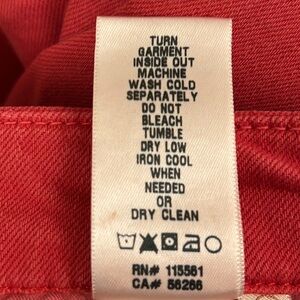 TURN
GARMENT
INSIDE OUT
MACHINE
WASH COLD
SEPARATELY
DO NOT
BLEACH
TUMBLE
DRY LOW
IRON COOL
WHEN
NEEDED
OR
DRY CLEAN
RN# 115561
CA# 56266